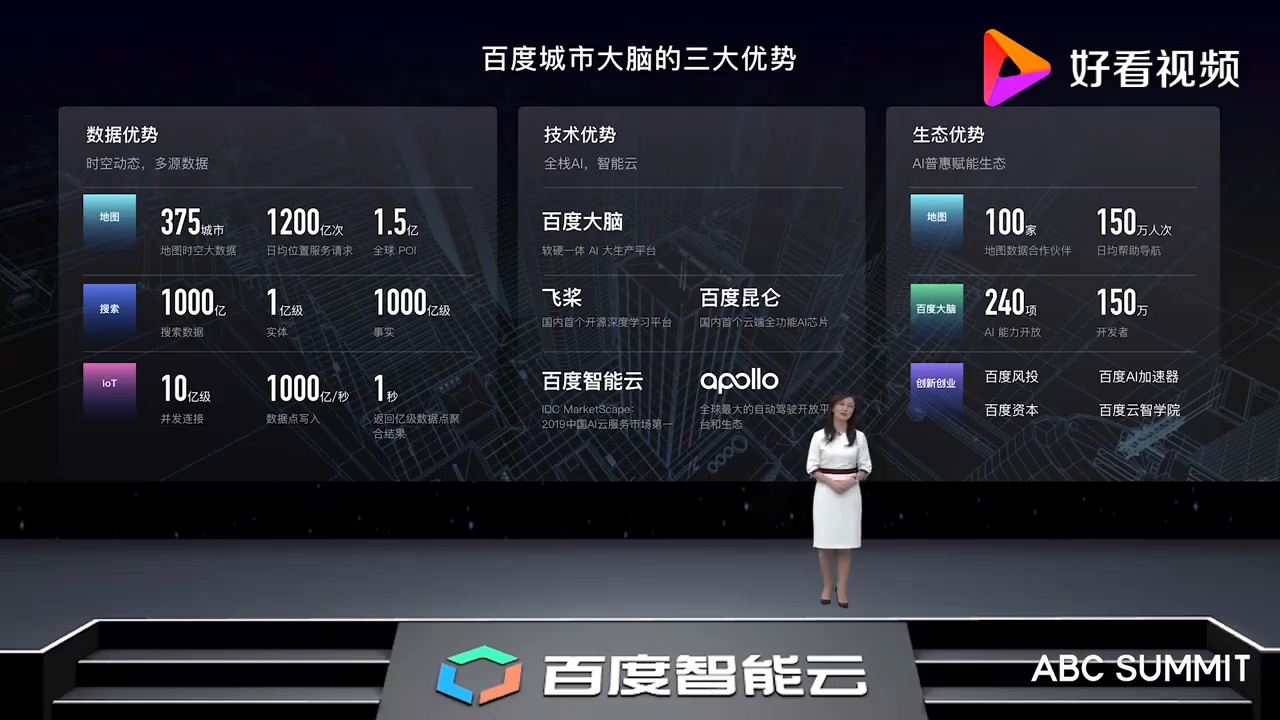 百度城市大脑的三大优势
好看视频
数据优势
时空动态，多源数据
地图
375城市
地图时空大数据
1200亿次
日均位置服务请求
1.5亿
全球 POI
搜索
1000亿
搜索数据
1亿级
实体
1000亿级
事实
IoT
10亿级
并发连接
1000亿/秒
数据点写入
1秒
返回亿级数据点聚
合结果
技术优势
全栈AI，智能云
百度大脑
软硬一体 AI 大生产平台
飞桨
国内首个开源深度学习平台
百度昆仑
国内首个云端全功能AI芯片
百度智能云
IDC MarketScape：
2019中国AI云服务市场第一
apollo
全球最大的自动驾驶开放平
台和生态
生态优势
AI普惠赋能生态
地图
100家
地图数据合作伙伴
150万人次
日均帮助导航
百度大脑
240项
AI 能力开放
150万
开发者
创新创业
百度风投
百度AI加速器
百度资本
百度云智学院
百度智能云
ABC SUMMIT